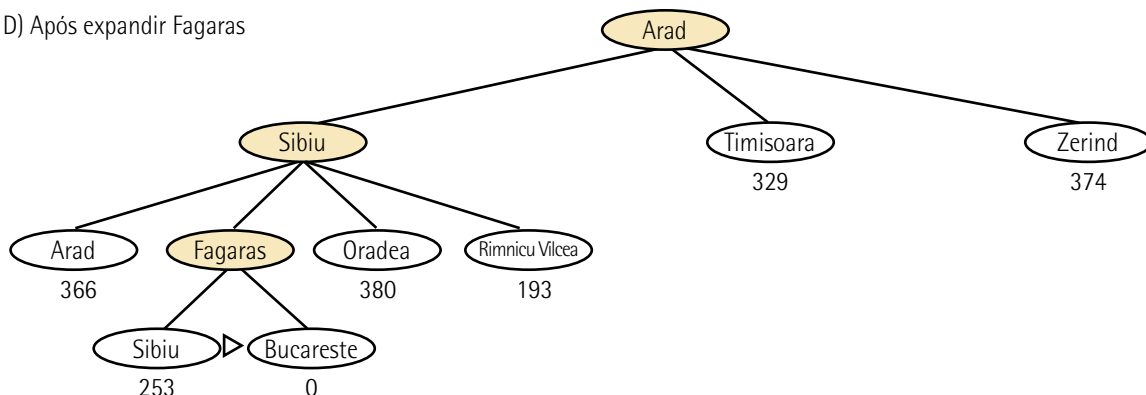 D) Após expandir Fagaras
Arad
Sibiu
Timisoara
Zerind
329
374
Arad
Fagaras
Oradea
Rimnicu Vilcea
366
380
193
Sibiu
Bucareste
253
0